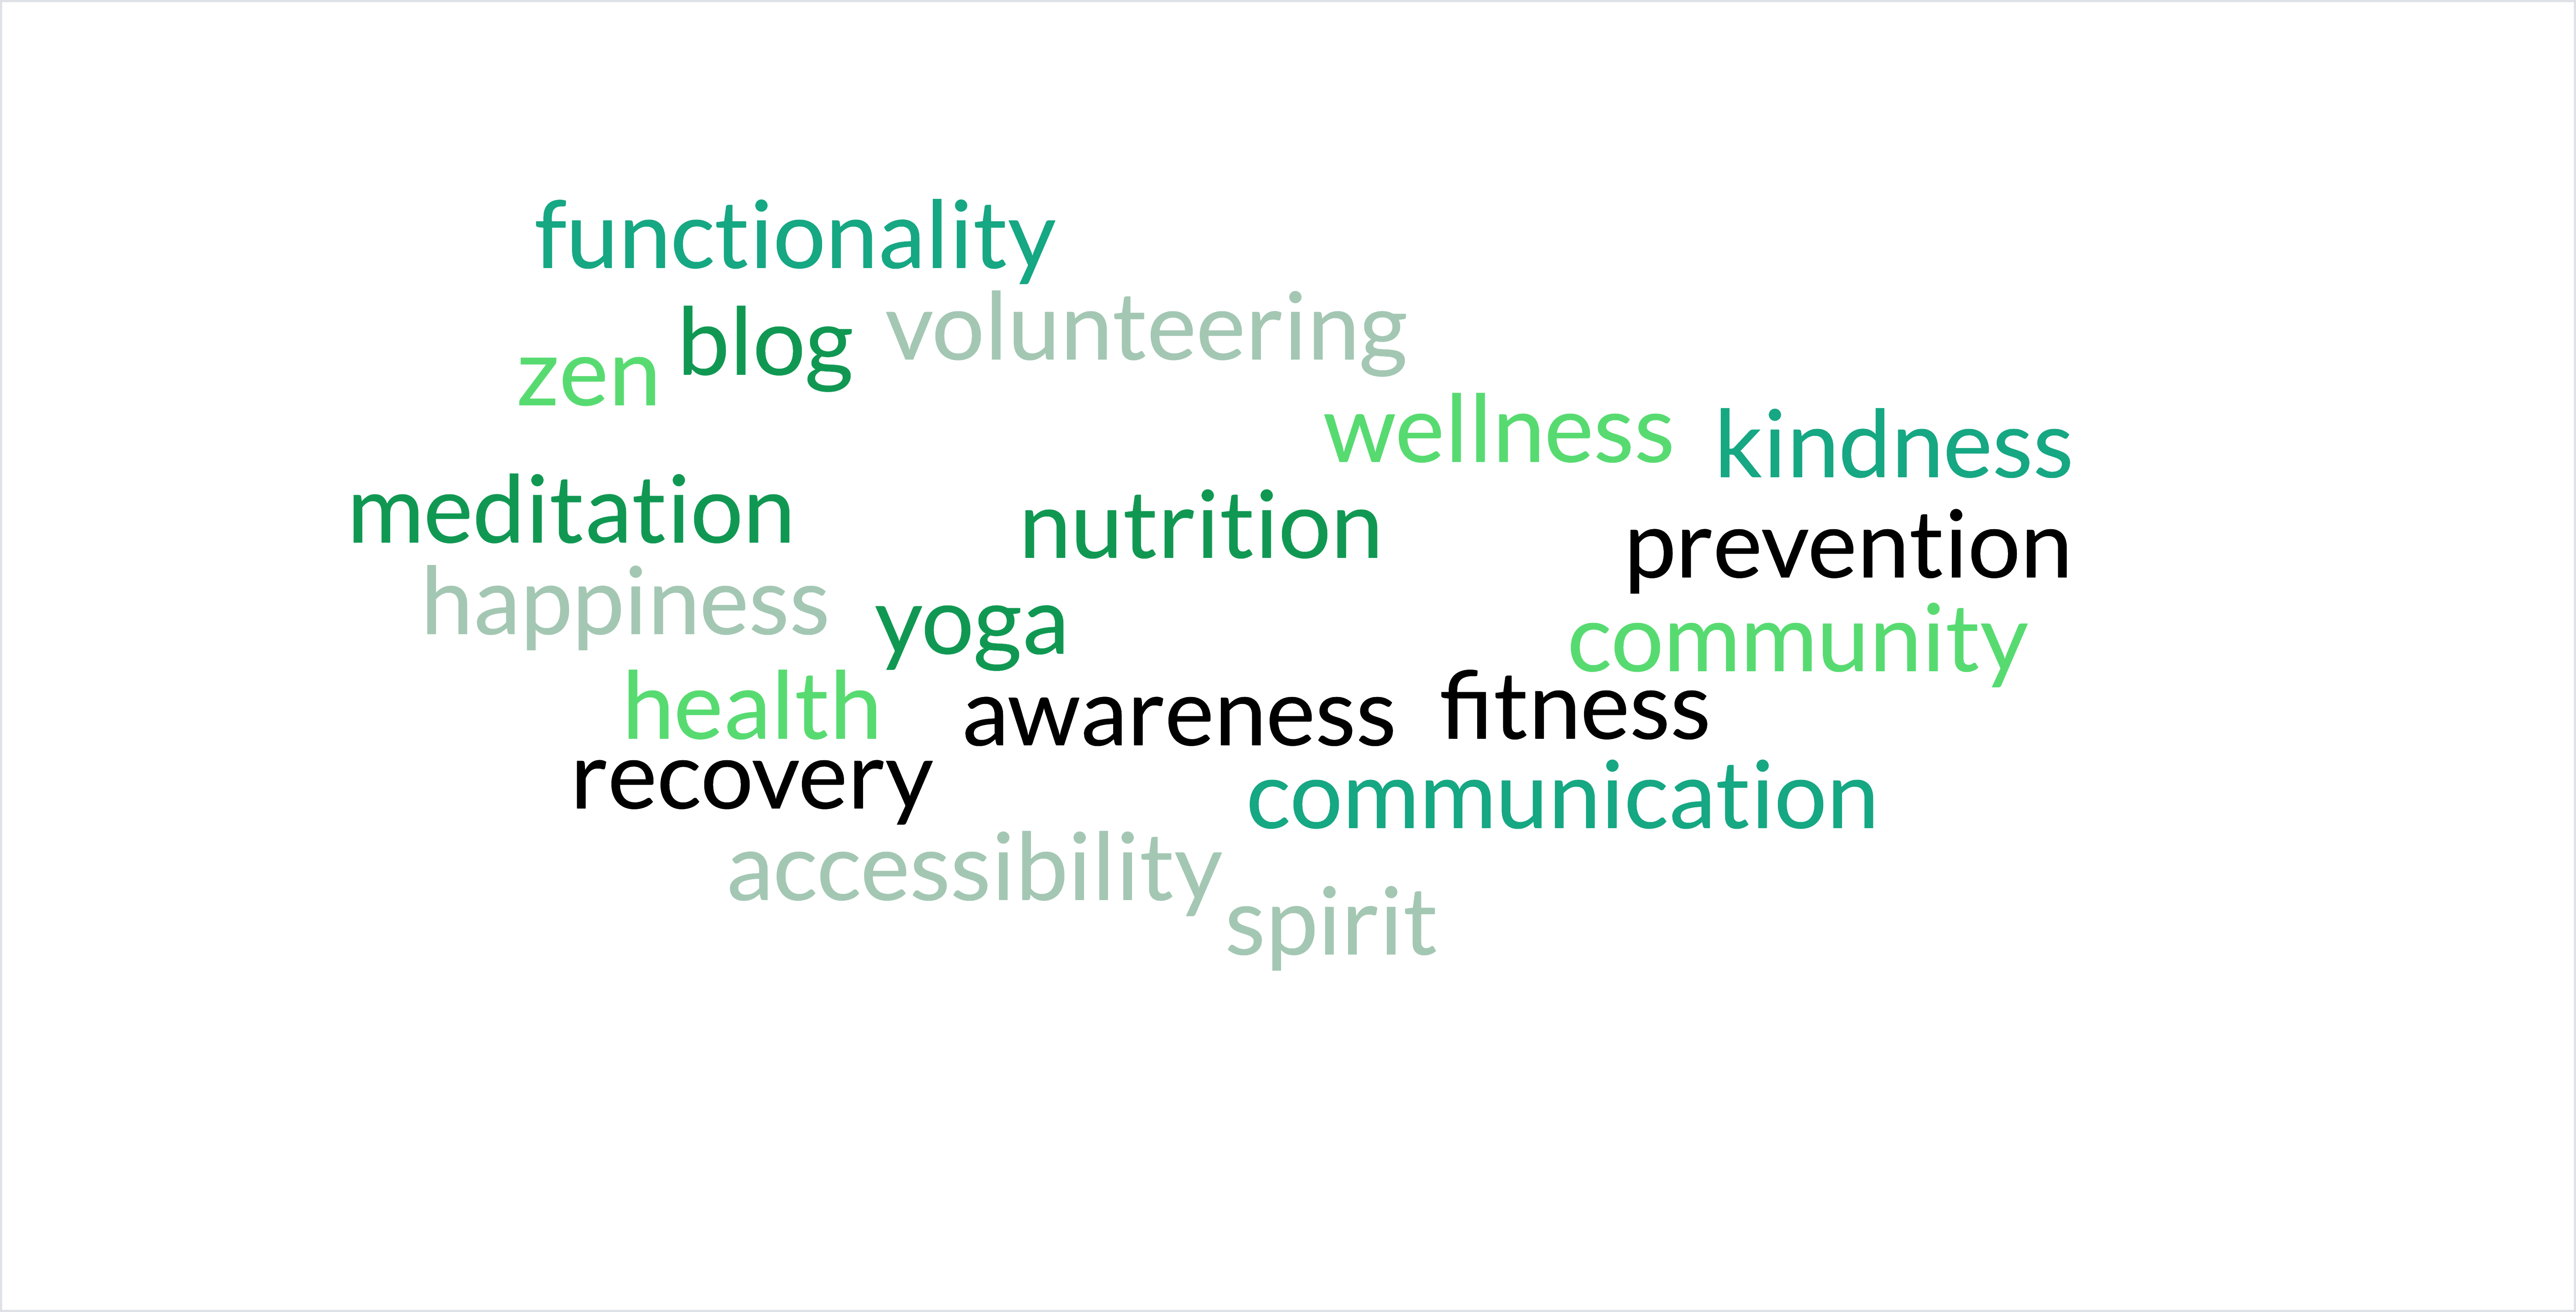 functionality
blog volunteering
zen
wellness kindness
meditation nutrition
prevention
happiness yoga
community
health awareness fitness
recovery communication
accessibility
spirit